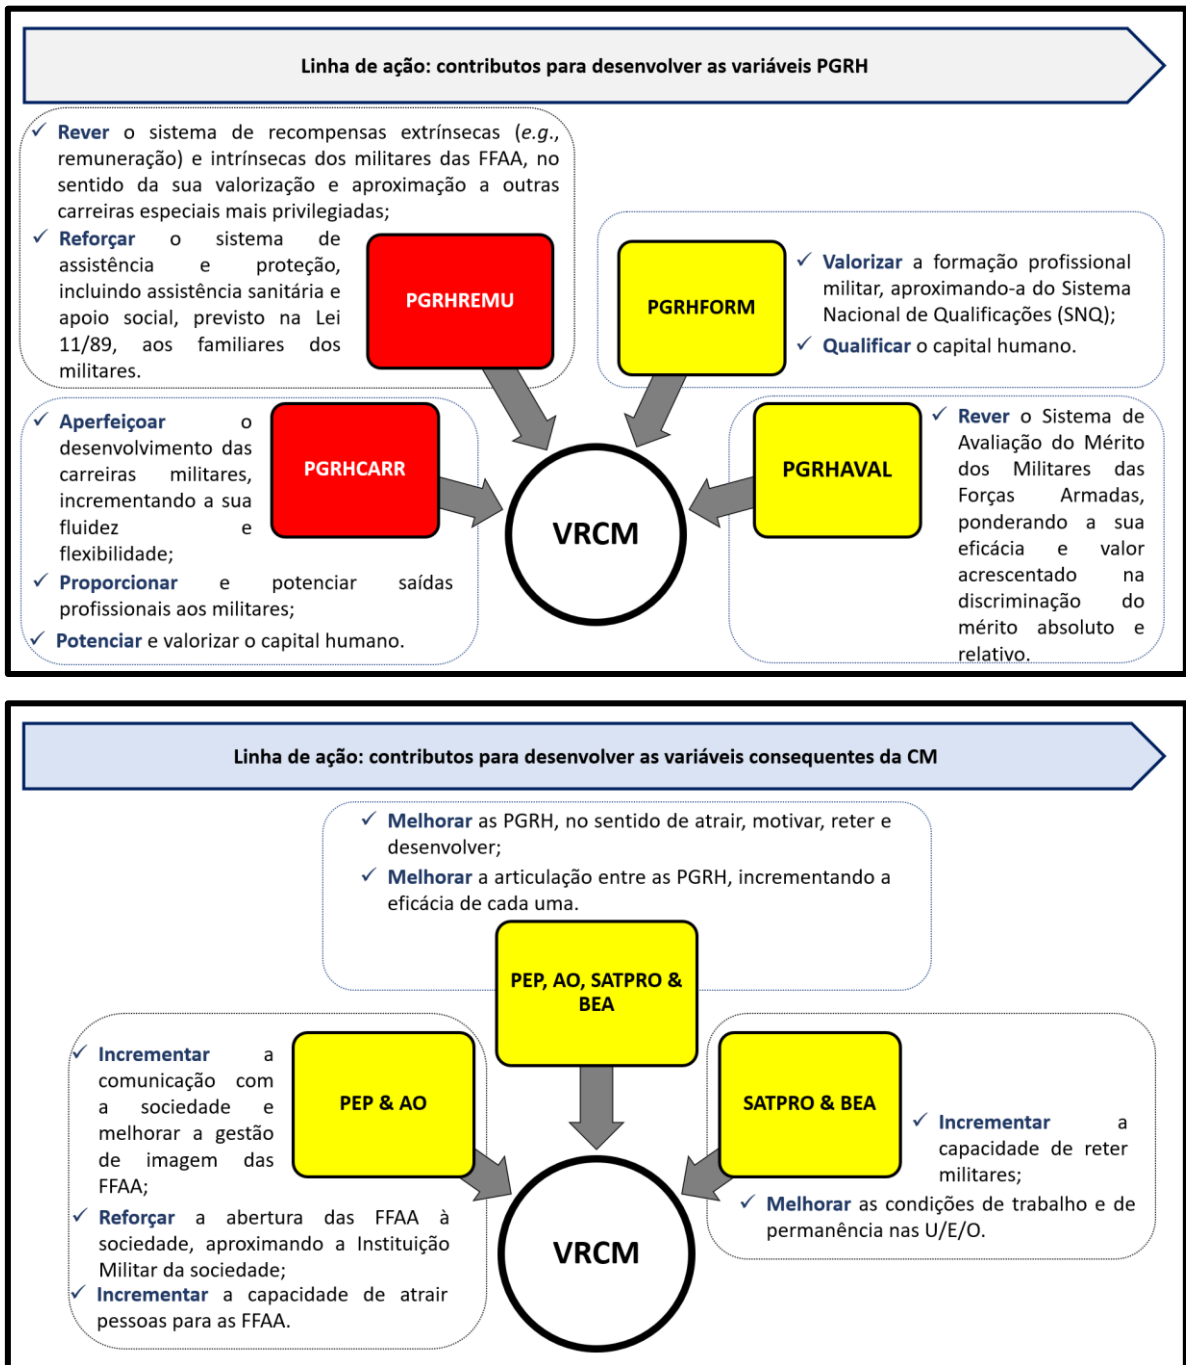 Linha de ação: contributos para desenvolver as variáveis PGRH
✓ Rever o sistema de recompensas extrínsecas (e.g.,
remuneração) e intrínsecas dos militares das FFAA, no
sentido da sua valorização e aproximação a outras
carreiras especiais mais privilegiadas;
✓ Reforçar o sistema de
assistência e proteção,
incluindo assistência sanitária e
apoio social, previsto na Lei
11/89, aos familiares dos
militares.
PGRHREMU
PGRHFORM
✓ Valorizar a formação profissional
militar, aproximando-a do Sistema
Nacional de Qualificações (SNQ);
✓ Qualificar o capital humano.
✓ Aperfeiçoar o
desenvolvimento das
carreiras militares,
incrementando a sua
fluidez e
flexibilidade;
✓ Proporcionar e potenciar saídas
profissionais aos militares;
✓ Potenciar e valorizar o capital humano.
PGRHCARR
VRCM
PGRHAVAL
✓ Rever o Sistema de
Avaliação do Mérito
dos Militares das
Forças Armadas,
ponderando a sua
eficácia e valor
acrescentado na
discriminação do
mérito absoluto e
relativo.
Linha de ação: contributos para desenvolver as variáveis consequentes da CM
✓ Melhorar as PGRH, no sentido de atrair, motivar, reter e
desenvolver;
✓ Melhorar a articulação entre as PGRH, incrementando a
eficácia de cada uma.
PEP, AO, SATPRO &
BEA
✓ Incrementar a
comunicação com
a sociedade e
melhorar a gestão
de imagem das
FFAA;
✓ Reforçar a abertura das FFAA à
sociedade, aproximando a Instituição
Militar da sociedade;
✓ Incrementar a capacidade de atrair
pessoas para as FFAA.
PEP & AO
VRCM
SATPRO & BEA
✓ Incrementar a
capacidade de reter
militares;
✓ Melhorar as condições de trabalho e de
permanência nas U/E/O.